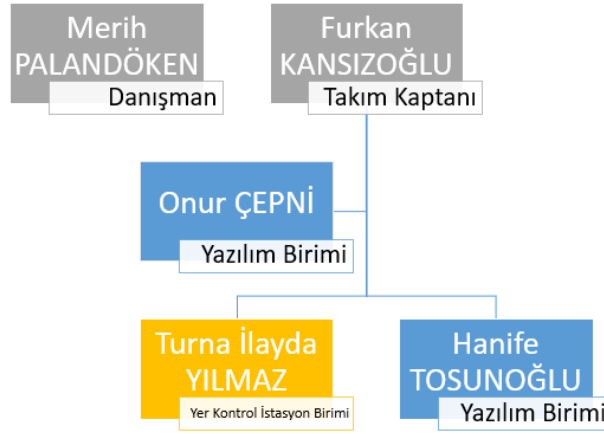 Merih
PALANDÖKEN
Danışman
Furkan
KANSIZOĞLU
Takım Kaptanı
Onur ÇEPNİ
Yazılım Birimi
Turna İlayda
YILMAZ
Yer Kontrol İstasyon Birimi
Hanife
TOSUNOĞLU
Yazılım Birimi